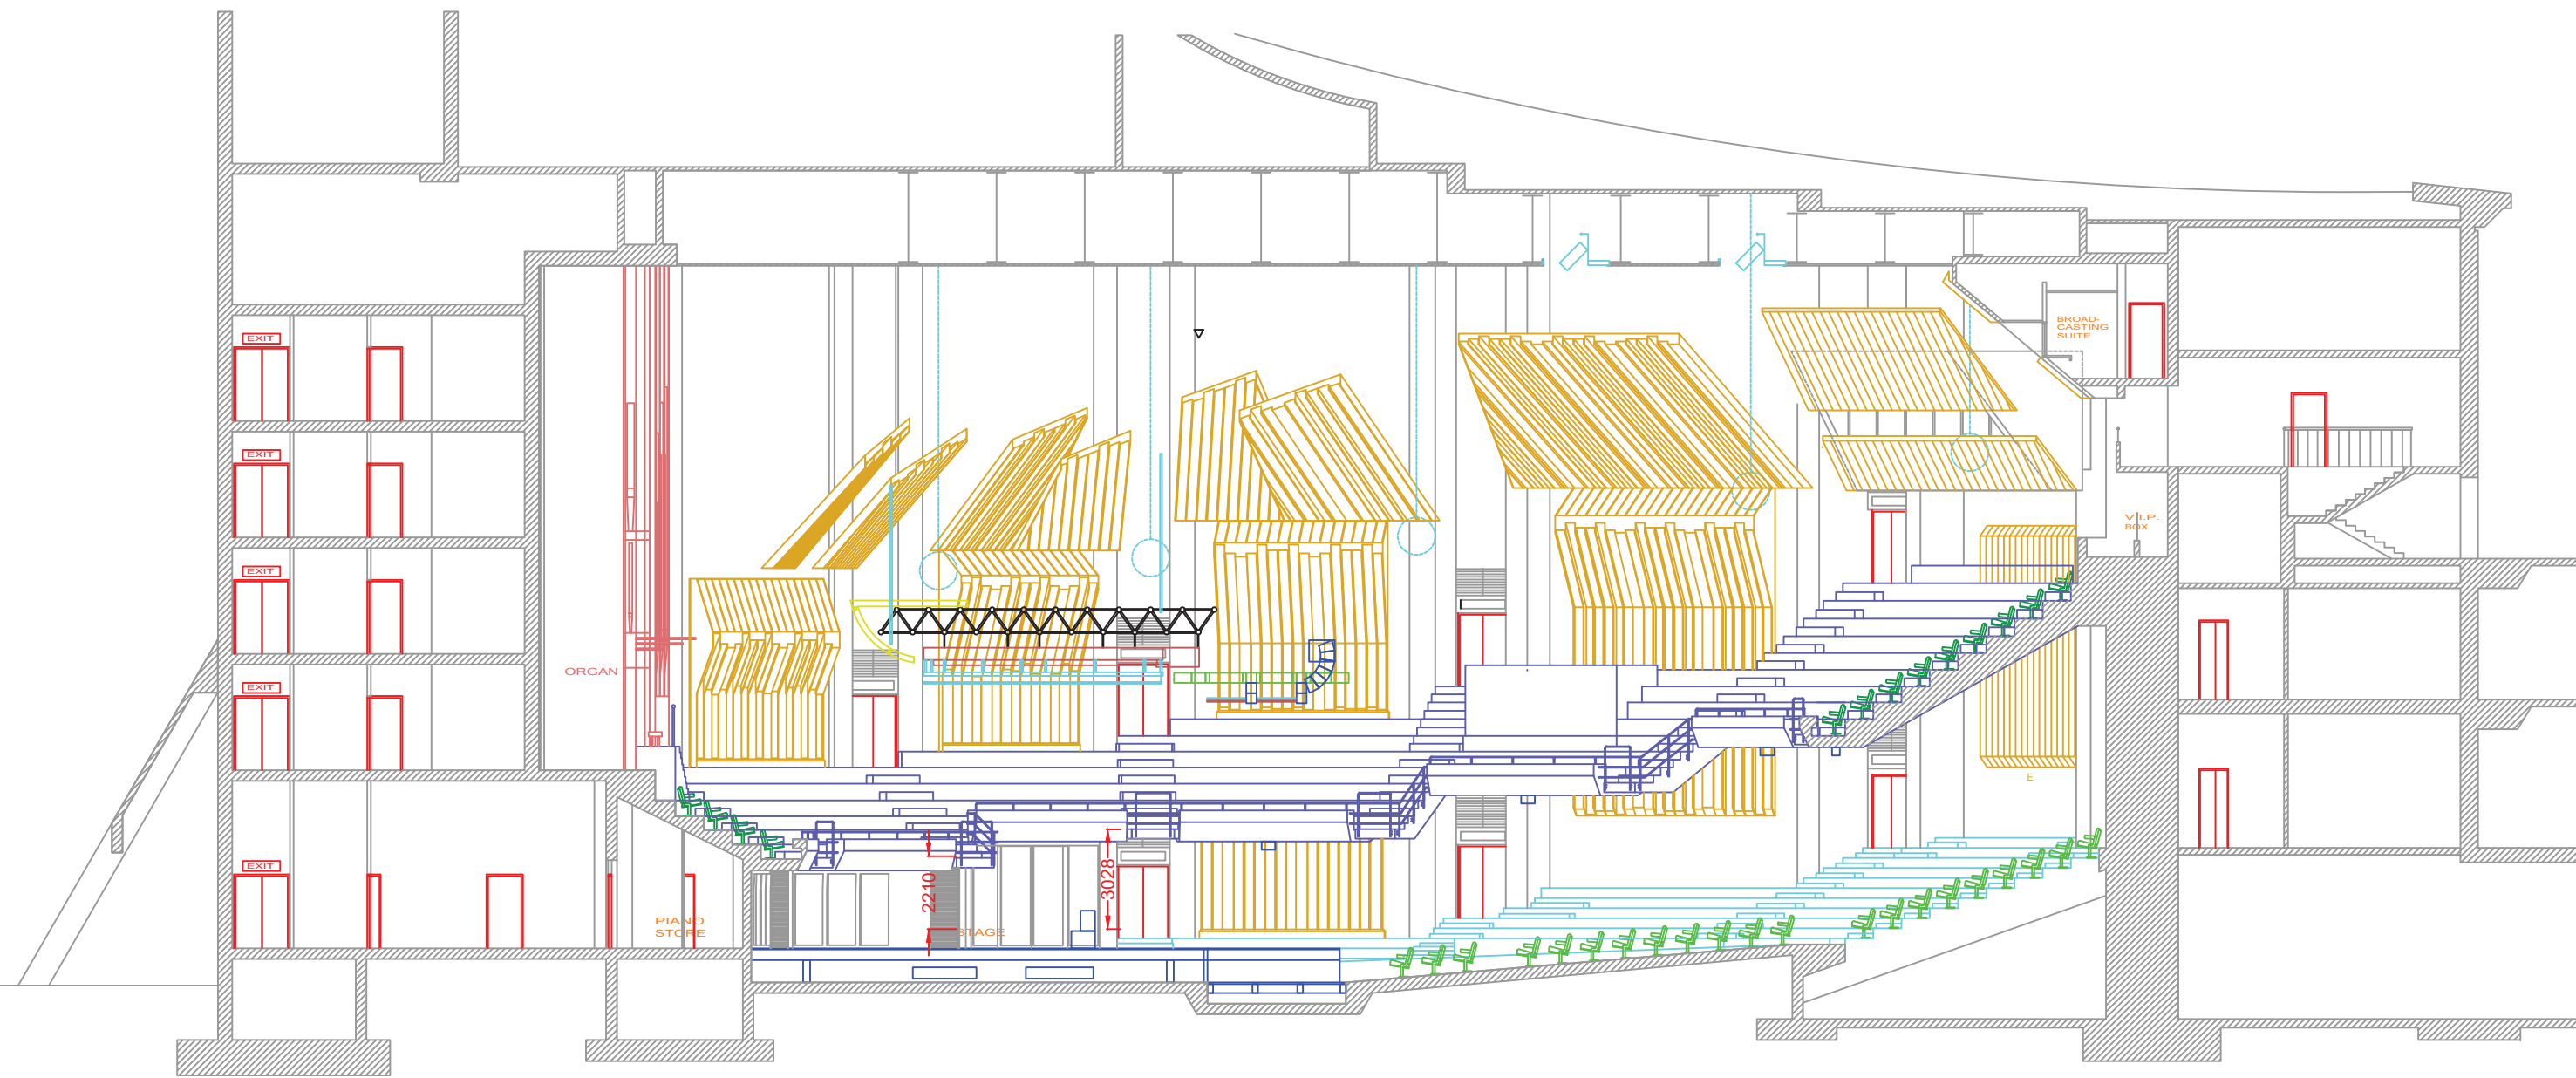 EXIT
BROAD-
CASTING
SUITE
EXIT
V.I.P.
BOX
EXIT
ORGAN
EXIT
E
EXIT
2210
3028
PIANO
STORE
STAGE